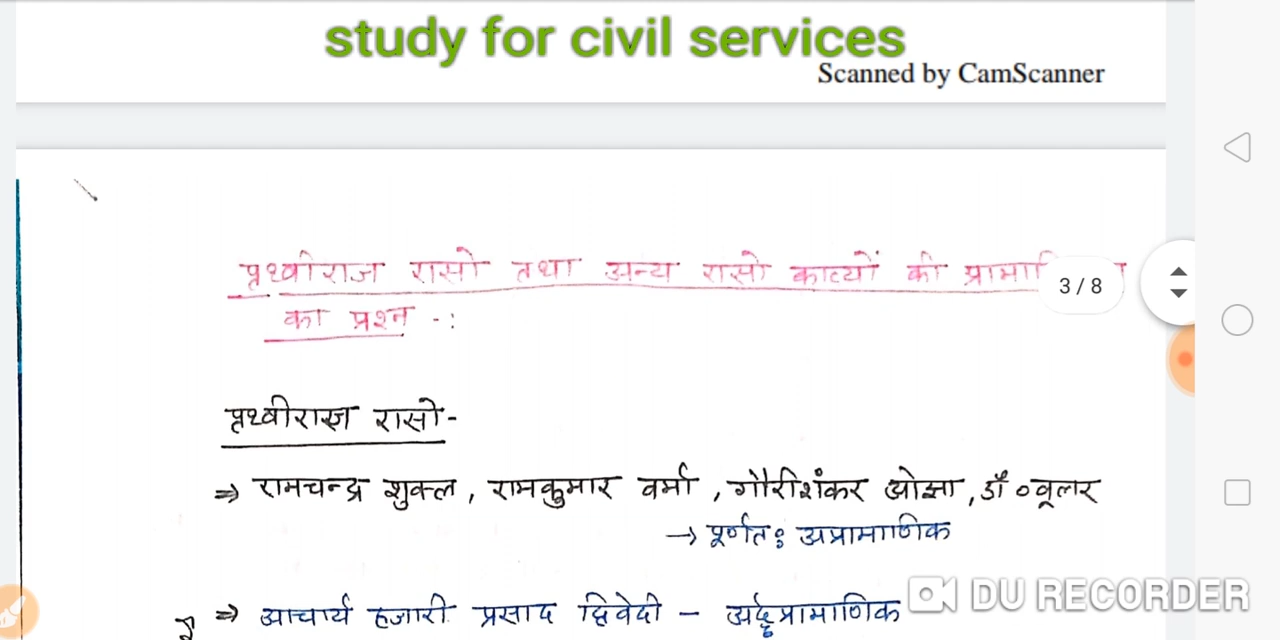 study for civil services
Scanned by CamScanner
पृथ्वीराज रासो तथा अन्य रासो काव्यों की
3 / 8
का प्रश्न -:
पृथ्वीराज रासो-
⇒ रामचन्द्र शुक्ल, रामकुमार वर्मा, गौरीशंकर ओझा, डॉ० वूलर
→ पूर्णतः अप्रामाणिक
⇒ आचार्य हजारी प्रसाद द्विवेदी - अर्द्धप्रामाणिक
DU RECORDER